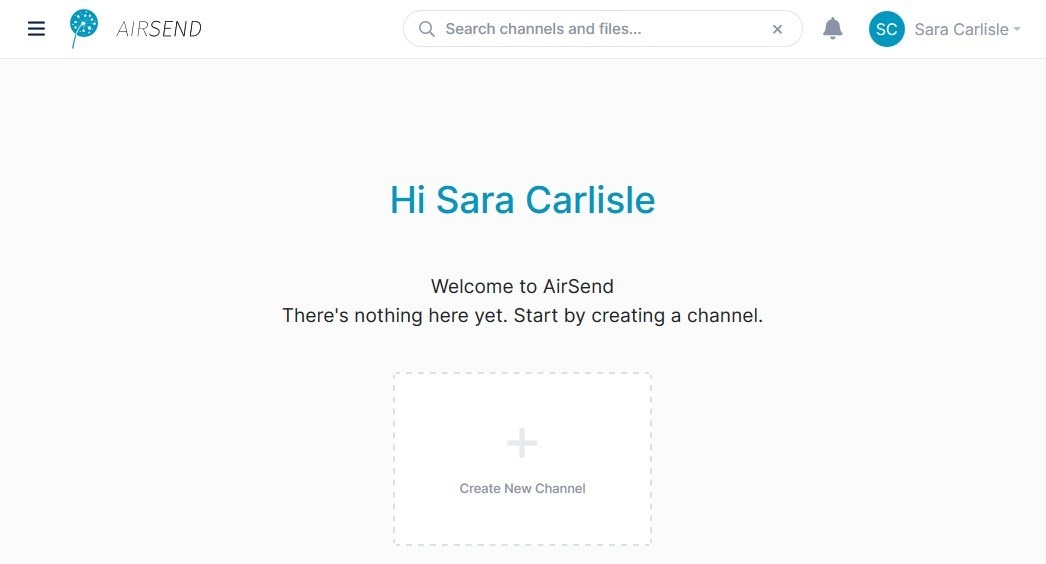 AIRSEND
Search channels and files...
SC
Sara Carlisle
Hi Sara Carlisle
Welcome to AirSend
There's nothing here yet. Start by creating a channel.
Create New Channel